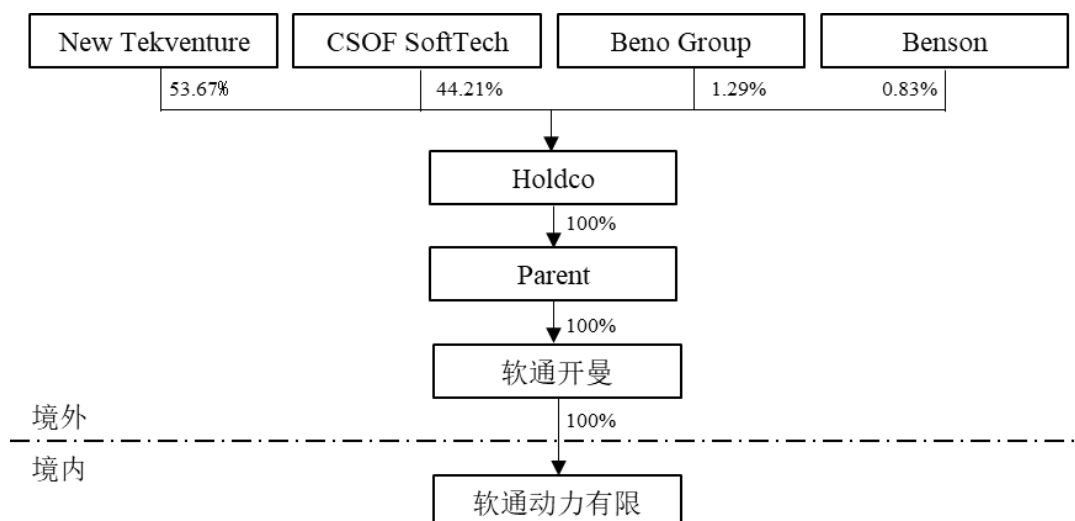 New Tekventure
CSOF SoftTech
Beno Group
Benson
53.67%
44.21%
1.29%
0.83%
Holdco
100%
Parent
100%
软通开曼
境外
100%
境内
软通动力有限